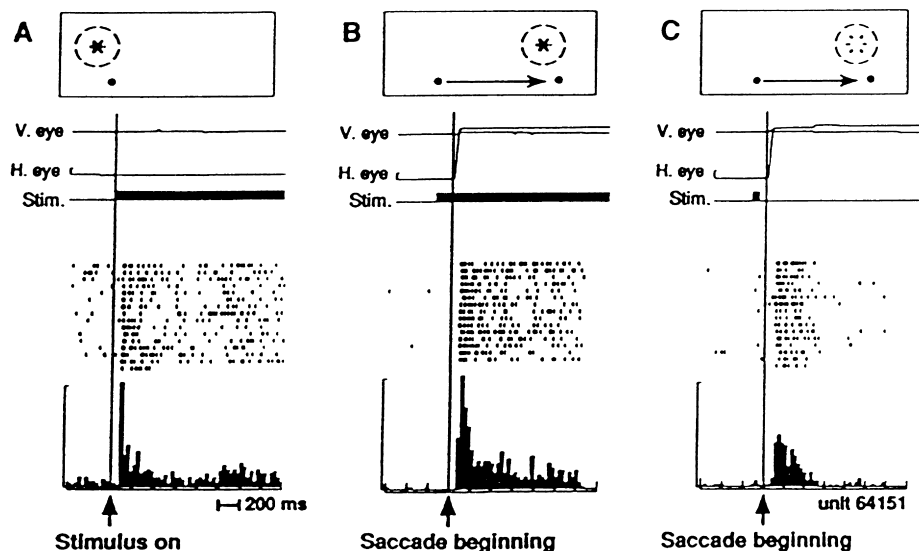 A
V. eye
H. eye
Stim.
200 ms
Stimulus on
B
V. eye
H. eye
Stim.
Saccade beginning
C
V. eye
H. eye
Stim.
unit 64151
Saccade beginning